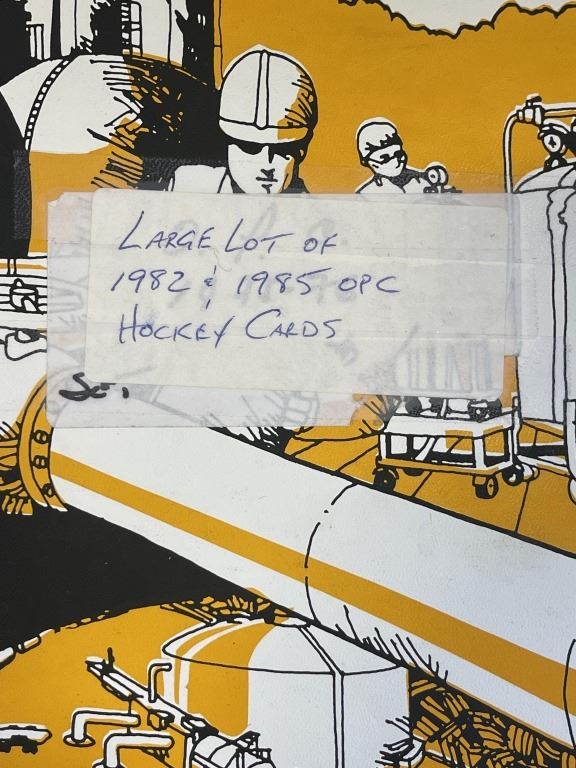 LARGE LOT OF
1982 & 1985 OPC
HOCKEY CARDS